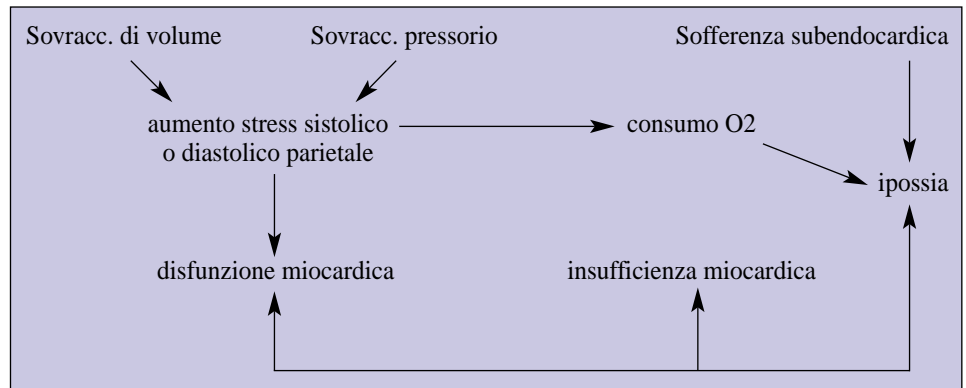 Sovracc. di volume
Sovracc. pressorio
Sofferenza subendocardica
aumento stress sistolico
o diastolico parietale
consumo O2
ipossia
disfunzione miocardica
insufficienza miocardica